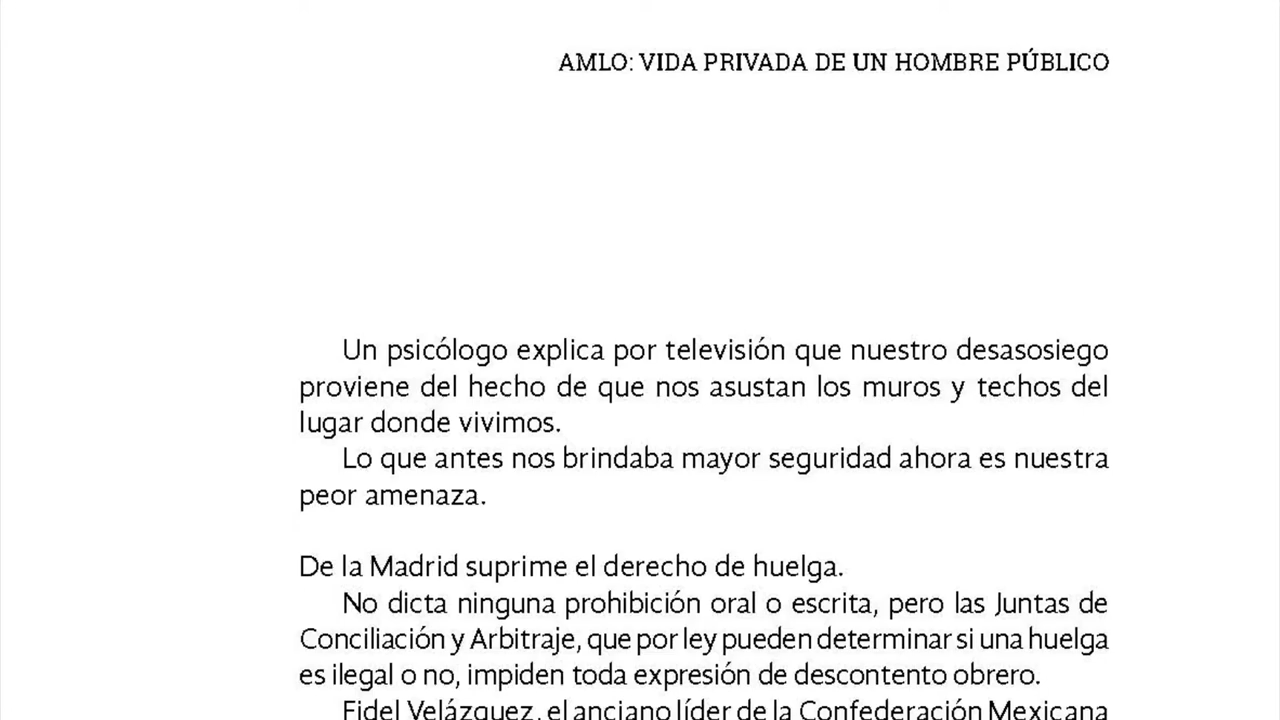 AMLO: VIDA PRIVADA DE UN HOMBRE PÚBLICO
Un psicólogo explica por televisión que nuestro desasosiego
proviene del hecho de que nos asustan los muros y techos del
lugar donde vivimos.
Lo que antes nos brindaba mayor seguridad ahora es nuestra
peor amenaza.
De la Madrid suprime el derecho de huelga.
No dicta ninguna prohibición oral o escrita, pero las Juntas de
Conciliación y Arbitraje, que por ley pueden determinar si una huelga
es ilegal o no, impiden toda expresión de descontento obrero.
Fidel Velázquez, el anciano líder de la Confederación Mexicana